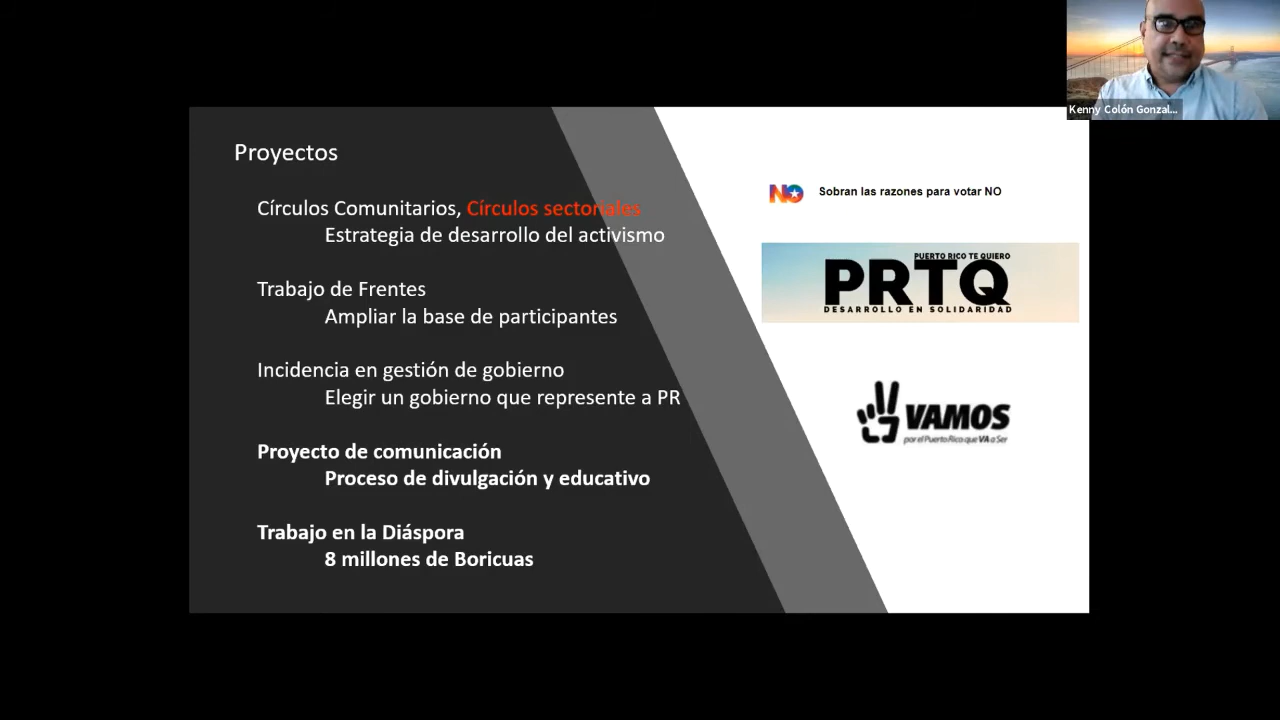 Kenny Colón Gonzal...
Proyectos
Círculos Comunitarios, Círculos sectoriales
Estrategia de desarrollo del activismo
Trabajo de Frentes
Ampliar la base de participantes
Incidencia en gestión de gobierno
Elegir un gobierno que represente a PR
Proyecto de comunicación
Proceso de divulgación y educativo
Trabajo en la Diáspora
8 millones de Boricuas
NO Sobran las razones para votar NO
PUERTO RICO TE QUIERO
PRTQ
DESARROLLO EN SOLIDARIDAD
VAMOS
por el Puerto Rico que VA a Ser